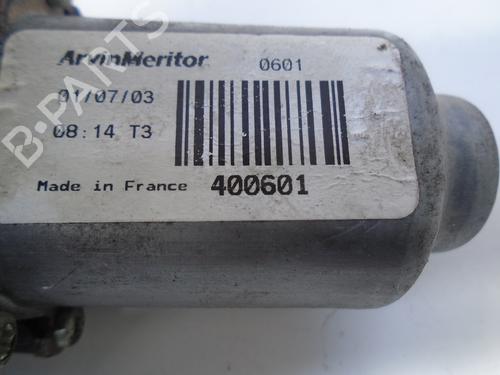 ArvinMeritor 0601
01/07/03
08:14 T3
Made in France 400601
B-PARTS